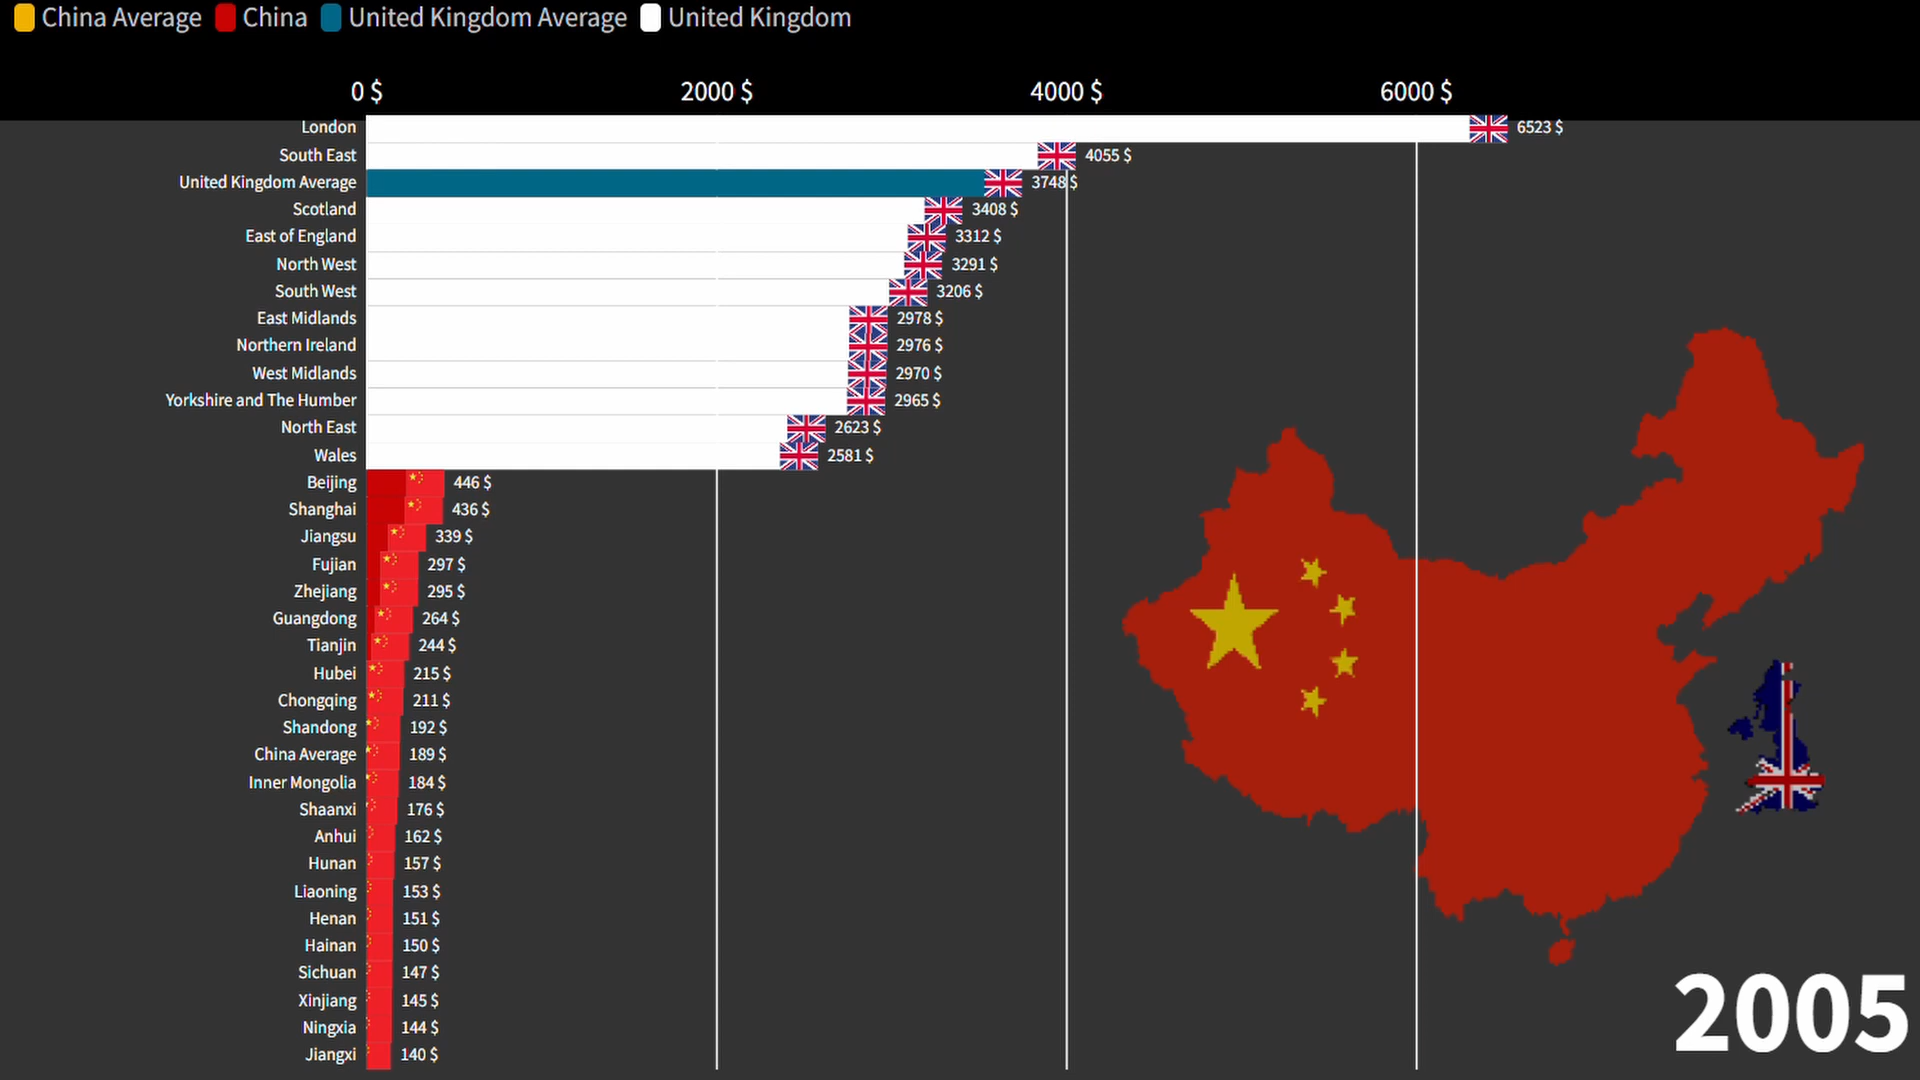 China Average China United Kingdom Average United Kingdom
0 $ 2000 $ 4000 $ 6000 $
London 6523 $
South East 4055 $
United Kingdom Average 3748 $
Scotland 3408 $
East of England 3312 $
North West 3291 $
South West 3206 $
East Midlands 2978 $
Northern Ireland 2976 $
West Midlands 2970 $
Yorkshire and The Humber 2965 $
North East 2623 $
Wales 2581 $
Beijing 446 $
Shanghai 436 $
Jiangsu 339 $
Fujian 297 $
Zhejiang 295 $
Guangdong 264 $
Tianjin 244 $
Hubei 215 $
Chongqing 211 $
Shandong 192 $
China Average 189 $
Inner Mongolia 184 $
Shaanxi 176 $
Anhui 162 $
Hunan 157 $
Liaoning 153 $
Henan 151 $
Hainan 150 $
Sichuan 147 $
Xinjiang 145 $
Ningxia 144 $
Jiangxi 140 $
2005